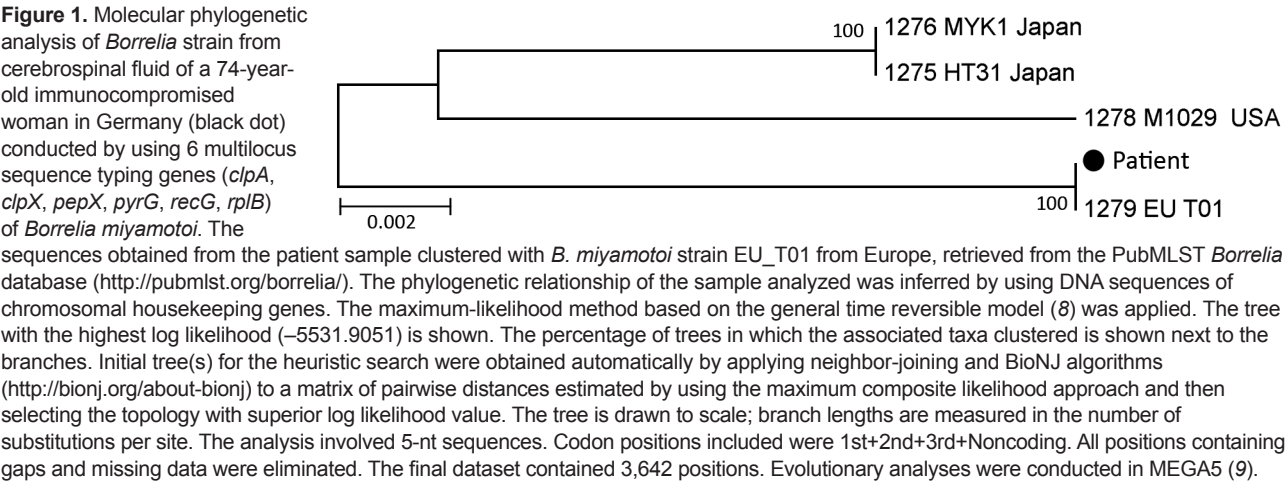 Figure 1. Molecular phylogenetic
analysis of Borrelia strain from
cerebrospinal fluid of a 74-year-
old immunocompromised
woman in Germany (black dot)
conducted by using 6 multilocus
sequence typing genes (clpA,
clpX, pepX, pyrG, recG, rplB)
of Borrelia miyamotoi. The
100
1276 MYK1 Japan
1275 HT31 Japan
1278 M1029 USA
Patient
100
1279 EU T01
0.002
sequences obtained from the patient sample clustered with B. miyamotoi strain EU_T01 from Europe, retrieved from the PubMLST Borrelia
database (http://pubmlst.org/borrelia/). The phylogenetic relationship of the sample analyzed was inferred by using DNA sequences of
chromosomal housekeeping genes. The maximum-likelihood method based on the general time reversible model (8) was applied. The tree
with the highest log likelihood (–5531.9051) is shown. The percentage of trees in which the associated taxa clustered is shown next to the
branches. Initial tree(s) for the heuristic search were obtained automatically by applying neighbor-joining and BioNJ algorithms
(http://bionj.org/about-bionj) to a matrix of pairwise distances estimated by using the maximum composite likelihood approach and then
selecting the topology with superior log likelihood value. The tree is drawn to scale; branch lengths are measured in the number of
substitutions per site. The analysis involved 5-nt sequences. Codon positions included were 1st+2nd+3rd+Noncoding. All positions containing
gaps and missing data were eliminated. The final dataset contained 3,642 positions. Evolutionary analyses were conducted in MEGA5 (9).